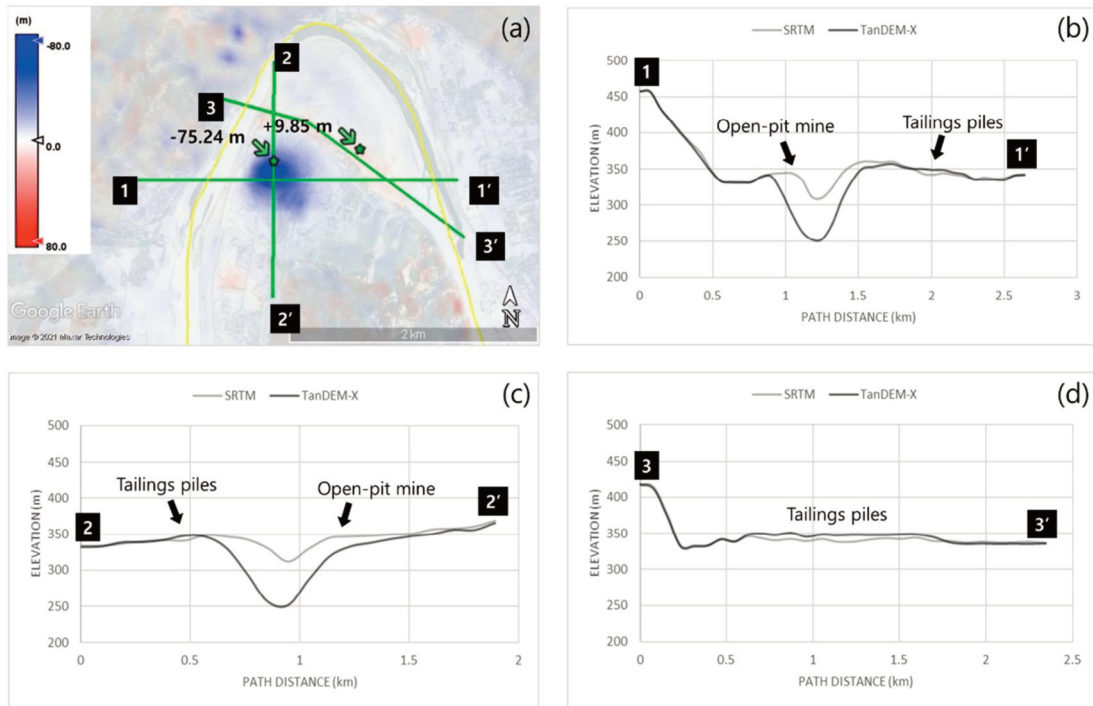 (m)
-80.0
0.0
80.0
(a)
2
3
-75.24 m
+9.85 m
1
1'
3'
2'
N
2 km
Google Earth
Image © 2021 Maxar Technologies
(b)
SRTM
TanDEM-X
500
450
400
350
300
250
200
ELEVATION (m)
1
Open-pit mine
Tailings piles
1'
0
0.5
1
1.5
2
2.5
3
PATH DISTANCE (km)
(c)
SRTM
TanDEM-X
500
450
400
350
300
250
200
ELEVATION (m)
2
Tailings piles
Open-pit mine
2'
0
0.5
1
1.5
2
PATH DISTANCE (km)
(d)
SRTM
TanDEM-X
500
450
400
350
300
250
200
ELEVATION (m)
3
Tailings piles
3'
0
0.5
1
1.5
2
2.5
PATH DISTANCE (km)